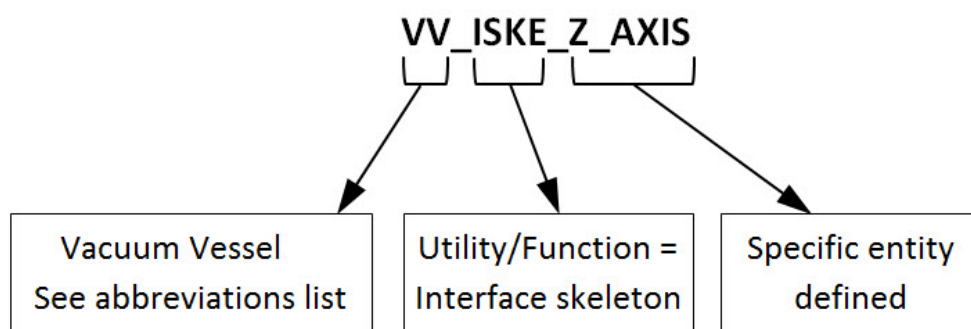 VV_ISKE_Z_AXIS
Vacuum Vessel
See abbreviations list
Utility/Function =
Interface skeleton
Specific entity
defined